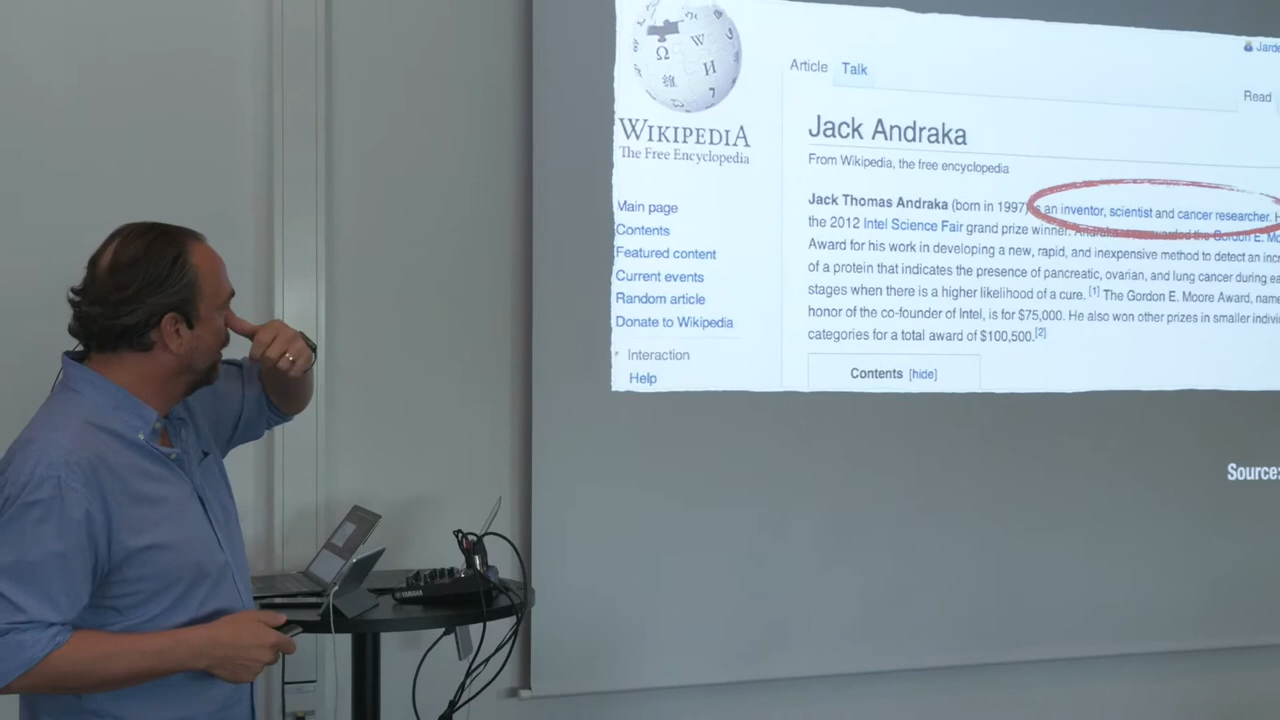 WIKIPEDIA
The Free Encyclopedia
Main page
Contents
Featured content
Current events
Random article
Donate to Wikipedia
Interaction
Help
Article Talk
Read
Jack Andraka
From Wikipedia, the free encyclopedia
Jack Thomas Andraka (born in 1997) is an inventor, scientist and cancer researcher.
the 2012 Intel Science Fair grand prize winner. Andraka was awarded the Gordon E.
Award for his work in developing a new, rapid, and inexpensive method to detect an
of a protein that indicates the presence of pancreatic, ovarian, and lung cancer during
stages when there is a higher likelihood of a cure. [1] The Gordon E. Moore Award,
honor of the co-founder of Intel, is for $75,000. He also won other prizes in smaller
categories for a total award of $100,500.[2]
Contents [hide]
Source:
YAMAHA